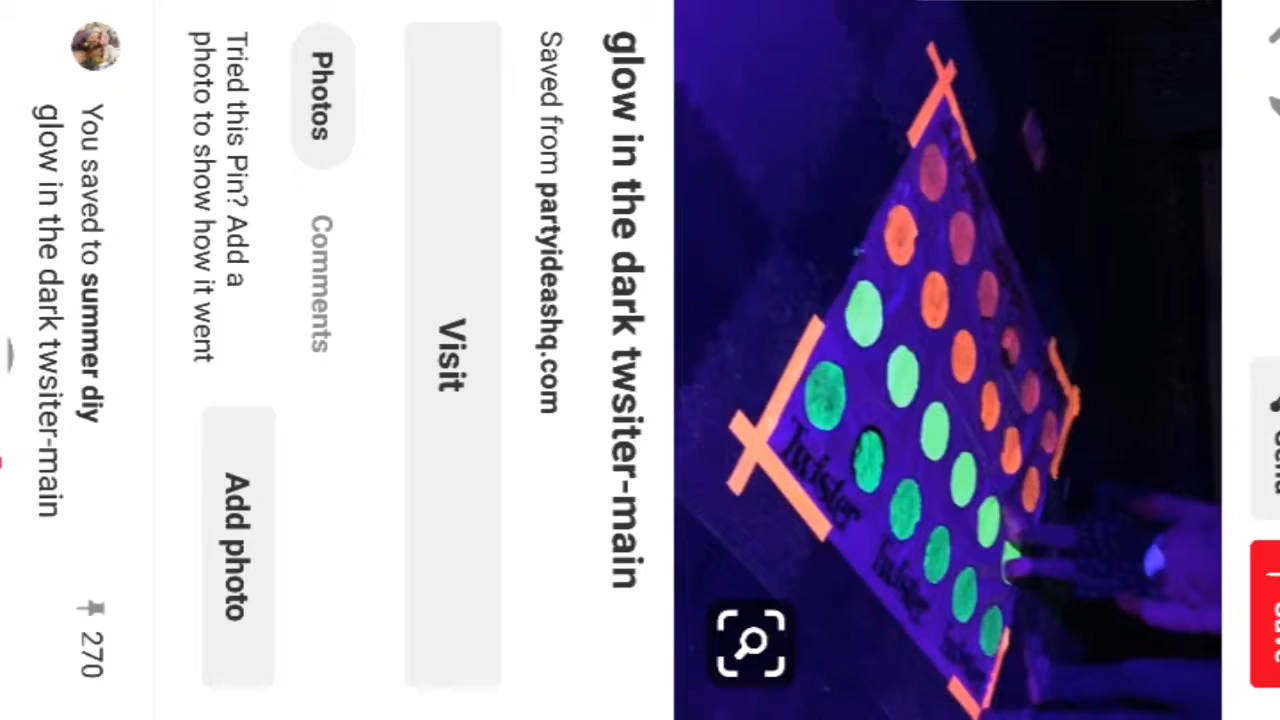 Twister
glow in the dark twsiter-main
Saved from partyideashq.com
Visit
Photos
Comments
Tried this Pin? Add a
photo to show how it went
Add photo
You saved to summer diy
glow in the dark twsiter-main
270